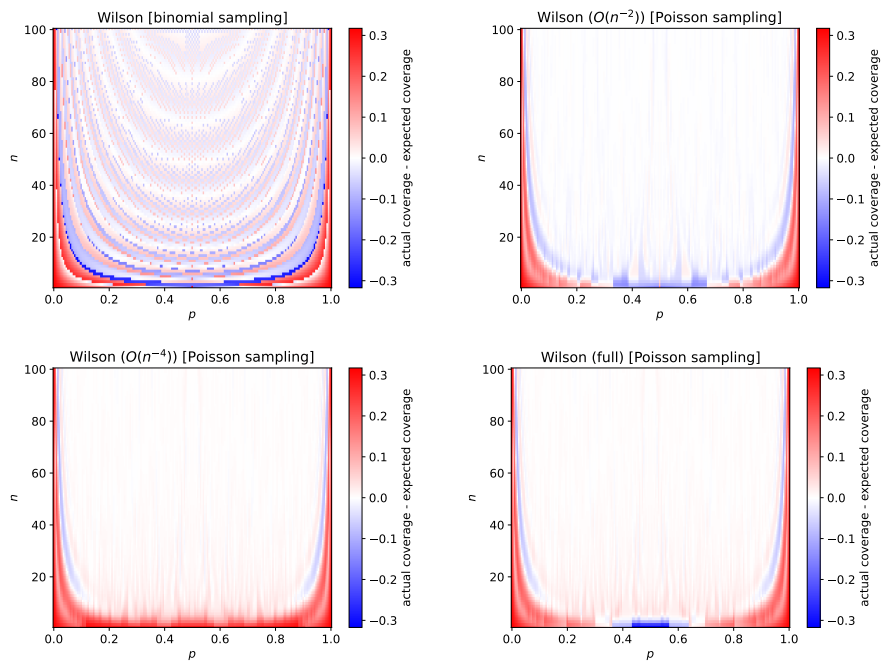 Wilson [binomial sampling]
100
80
60
40
20
n
0.0 0.2 0.4 0.6 0.8 1.0
p
0.3
0.2
0.1
0.0
−0.1
−0.2
−0.3
actual coverage - expected coverage
Wilson (O(n⁻²)) [Poisson sampling]
100
80
60
40
20
n
0.0 0.2 0.4 0.6 0.8 1.0
p
0.3
0.2
0.1
0.0
−0.1
−0.2
−0.3
actual coverage - expected coverage
Wilson (O(n⁻⁴)) [Poisson sampling]
100
80
60
40
20
n
0.0 0.2 0.4 0.6 0.8 1.0
p
0.3
0.2
0.1
0.0
−0.1
−0.2
−0.3
actual coverage - expected coverage
Wilson (full) [Poisson sampling]
100
80
60
40
20
n
0.0 0.2 0.4 0.6 0.8 1.0
p
0.3
0.2
0.1
0.0
−0.1
−0.2
−0.3
actual coverage - expected coverage